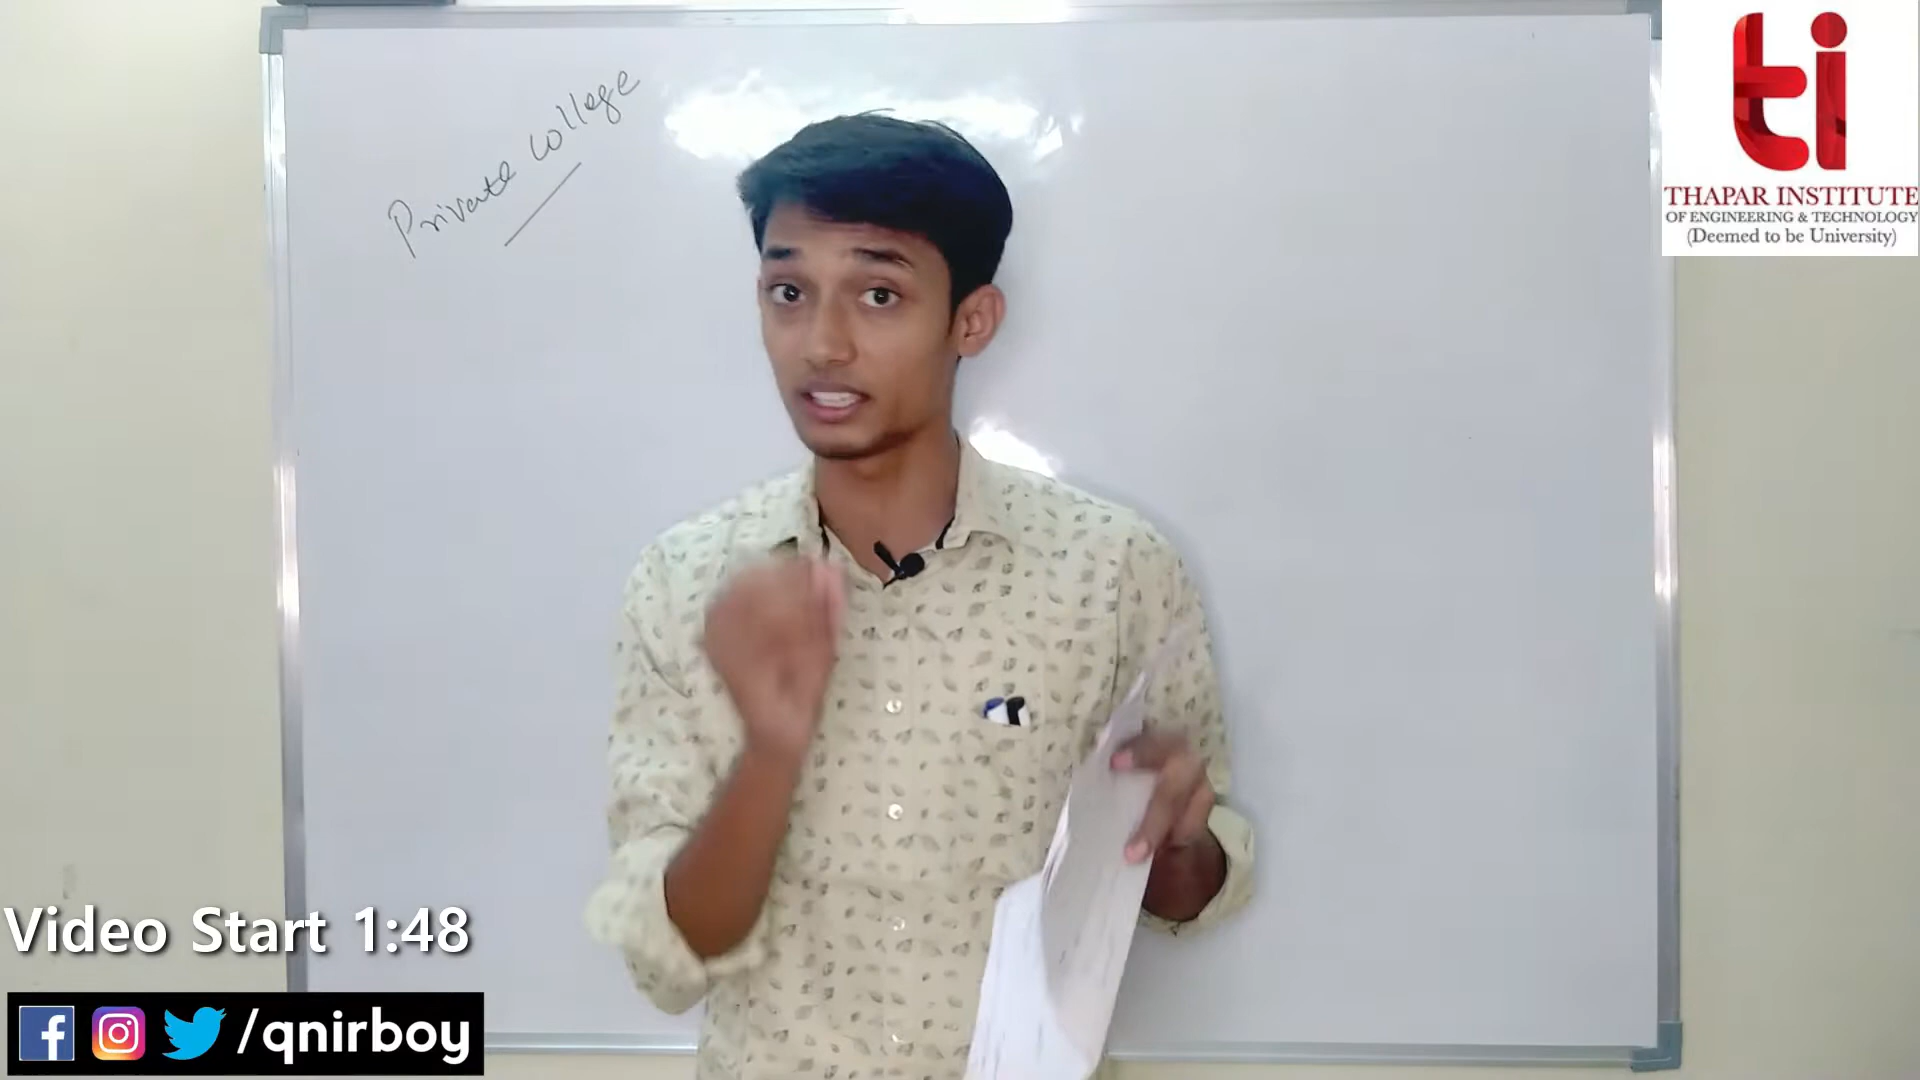 Private college
THAPAR INSTITUTE
OF ENGINEERING & TECHNOLOGY
(Deemed to be University)
Video Start 1:48
/qnirboy